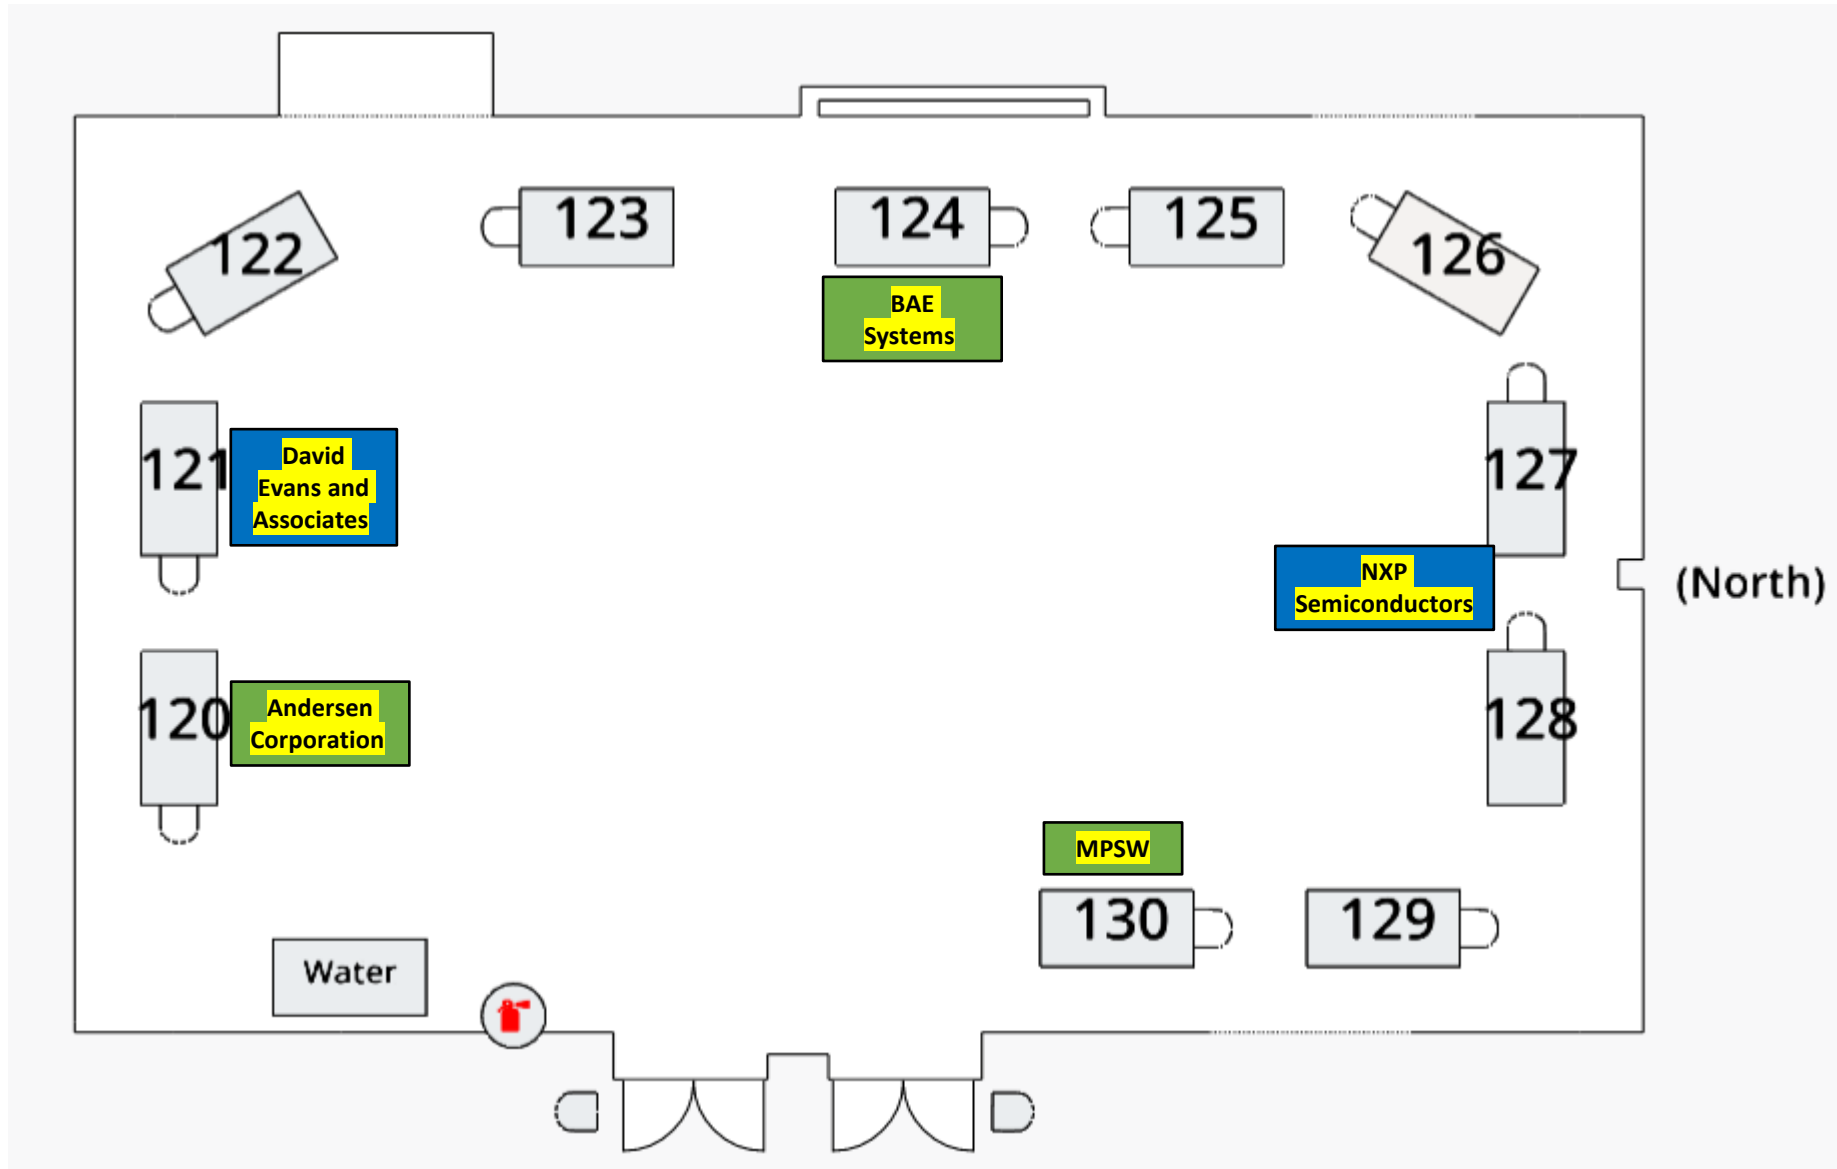 122
123
124
125
126
BAE
Systems
121
David
Evans and
Associates
127
NXP
Semiconductors
(North)
120
Andersen
Corporation
128
MPSW
130
129
Water